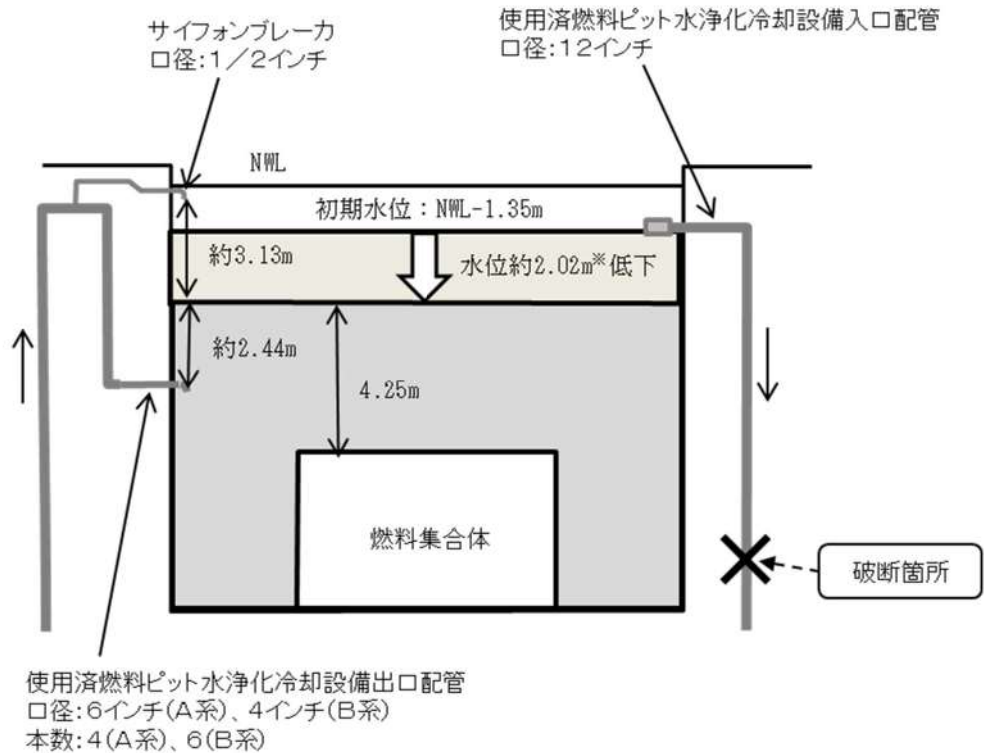 サイフォンブレーカ
口径:1/2インチ
使用済燃料ピット水浄化冷却設備入口配管
口径:12インチ
NWL
初期水位：NWL-1.35m
約3.13m
水位約2.02m※低下
約2.44m
4.25m
燃料集合体
破断箇所
使用済燃料ピット水浄化冷却設備出口配管
口径:6インチ(A系)、4インチ(B系)
本数:4(A系)、6(B系)